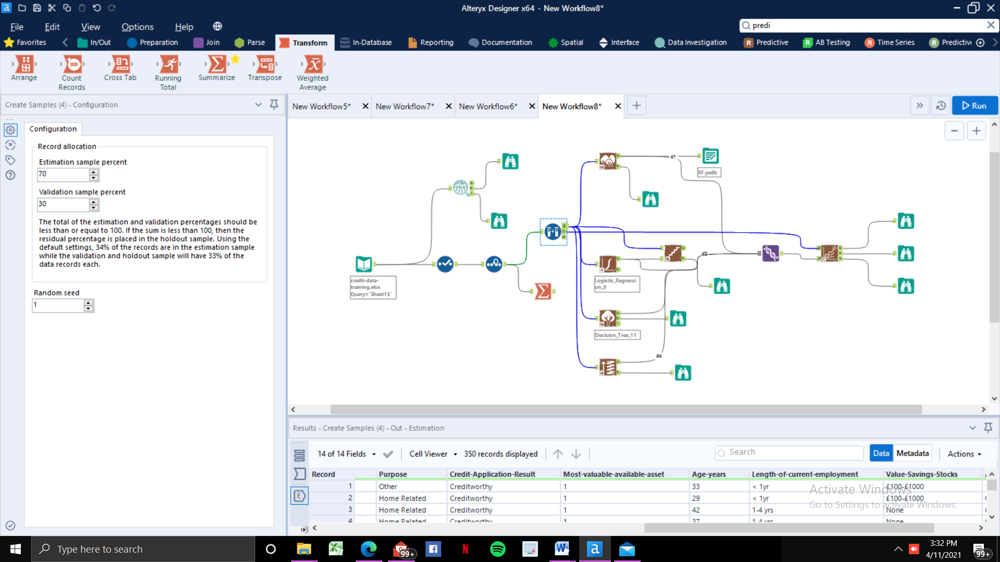 Alteryx Designer x64 - New Workflow8*
File Edit View Options Help
predi
Favorites In/Out Preparation Join Parse Transform In-Database Reporting Documentation Spatial Interface Data Investigation Predictive AB Testing Time Series Predictiv
Arrange
Count
Records
Cross Tab
Running
Total
Summarize
Transpose
Weighted
Average
Create Samples (4) - Configuration
New Workflow5* New Workflow7* New Workflow6* New Workflow8*
Run
Configuration
Record allocation
Estimation sample percent
70
Validation sample percent
30
The total of the estimation and validation percentages should be
less than or equal to 100. If the sum is less than 100, then the
residual percentage is placed in the holdout sample. Using the
default settings, 34% of the records are in the estimation sample
while the validation and holdout sample will have 33% of the
data records each.
Random seed
1
#1
RF.yxdb
#3
credit-data-
training.xlsx
Query=`Sheet1$`
Logistic_Regressi
on_9
Decision_Tree_11
#4
Results - Create Samples (4) - Out - Estimation
14 of 14 Fields Cell Viewer 350 records displayed Search Data Metadata Actions
Record Purpose Credit-Application-Result Most-valuable-available-asset Age-years Length-of-current-employment Value-Savings-Stocks
1 Other Creditworthy 1 33 < 1yr £100-£1000
2 Home Related Creditworthy 1 29 < 1yr £100-£1000
3 Home Related Creditworthy 1 42 1-4 yrs None
4 Home Related Creditworthy 1 37 1-4 yrs None
Activate Windows
Go to Settings to activate Windows.
Type here to search
99+
3:32 PM
4/11/2021
99+